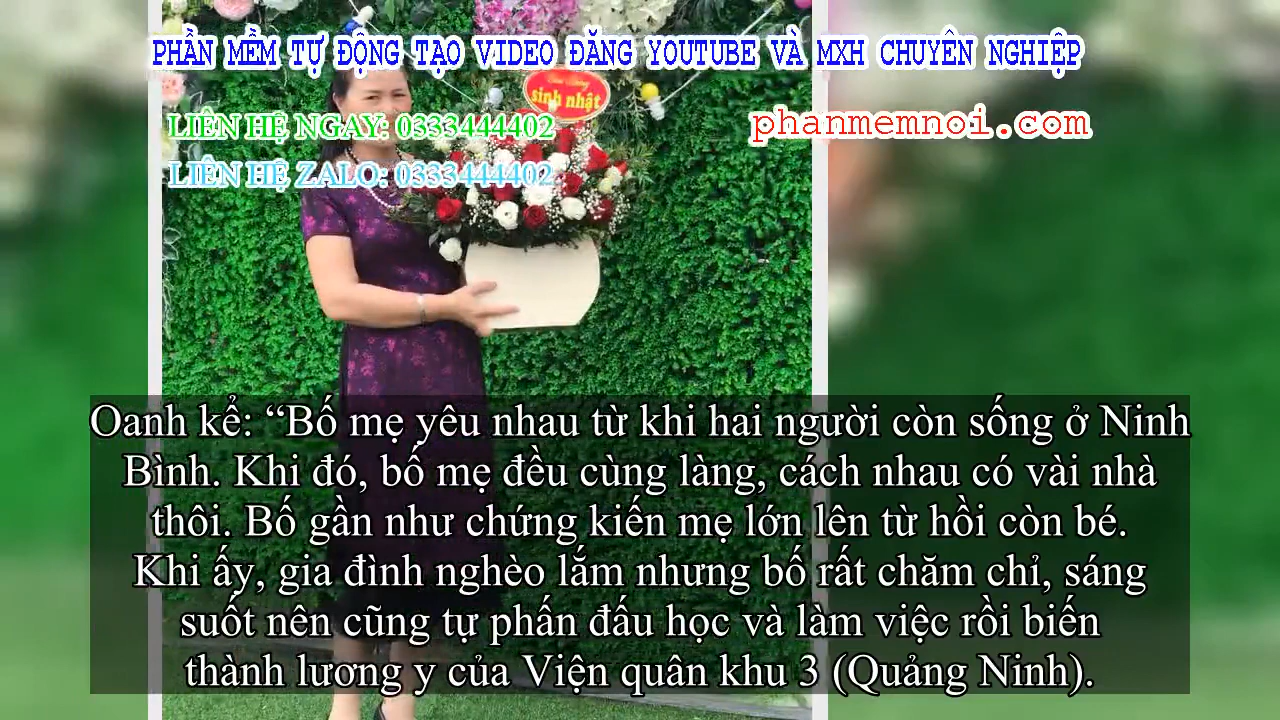 PHẦN MỀM TỰ ĐỘNG TẠO VIDEO ĐĂNG YOUTUBE VÀ MXH CHUYÊN NGHIỆP
sinh nhật
LIÊN HỆ NGAY: 0333444402
phanmemnoi.com
LIÊN HỆ ZALO: 0333444402
Oanh kể: “Bố mẹ yêu nhau từ khi hai người còn sống ở Ninh
Bình. Khi đó, bố mẹ đều cùng làng, cách nhau có vài nhà
thôi. Bố gần như chứng kiến mẹ lớn lên từ hồi còn bé.
Khi ấy, gia đình nghèo lắm nhưng bố rất chăm chỉ, sáng
suốt nên cũng tự phấn đấu học và làm việc rồi biến
thành lương y của Viện quân khu 3 (Quảng Ninh).